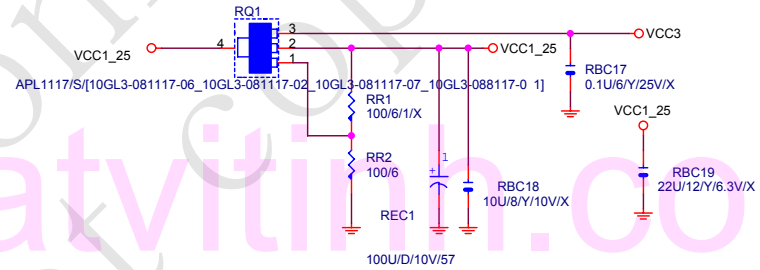 RQ1
3
VCC3
VCC1_25
4
2
VCC1_25
1
APL1117/S/[10GL3-081117-06_10GL3-081117-02_10GL3-081117-07_10GL3-088117-0 1]
RBC17
0.1U/6/Y/25V/X
RR1
100/6/1/X
VCC1_25
RR2
100/6
1
+
RBC18
10U/8/Y/10V/X
RBC19
22U/12/Y/6.3V/X
REC1
100U/D/10V/57
atvitinh.co